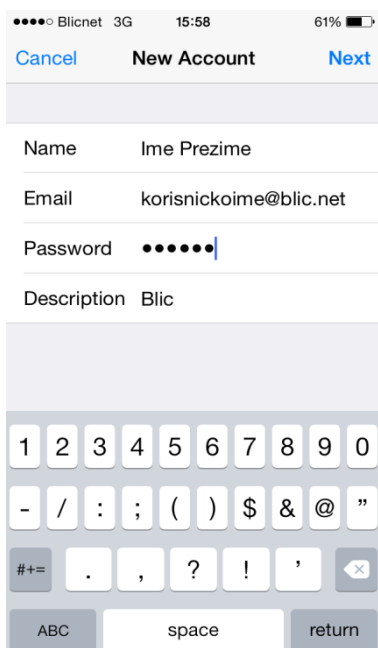 Blicnet 3G 15:58 61%
Cancel New Account Next
Name Ime Prezime
Email korisnickoime@blic.net
Password ••••••
Description Blic
1 2 3 4 5 6 7 8 9 0
- / : ; ( ) $ & @ ”
#+= . , ? ! ’
ABC space return